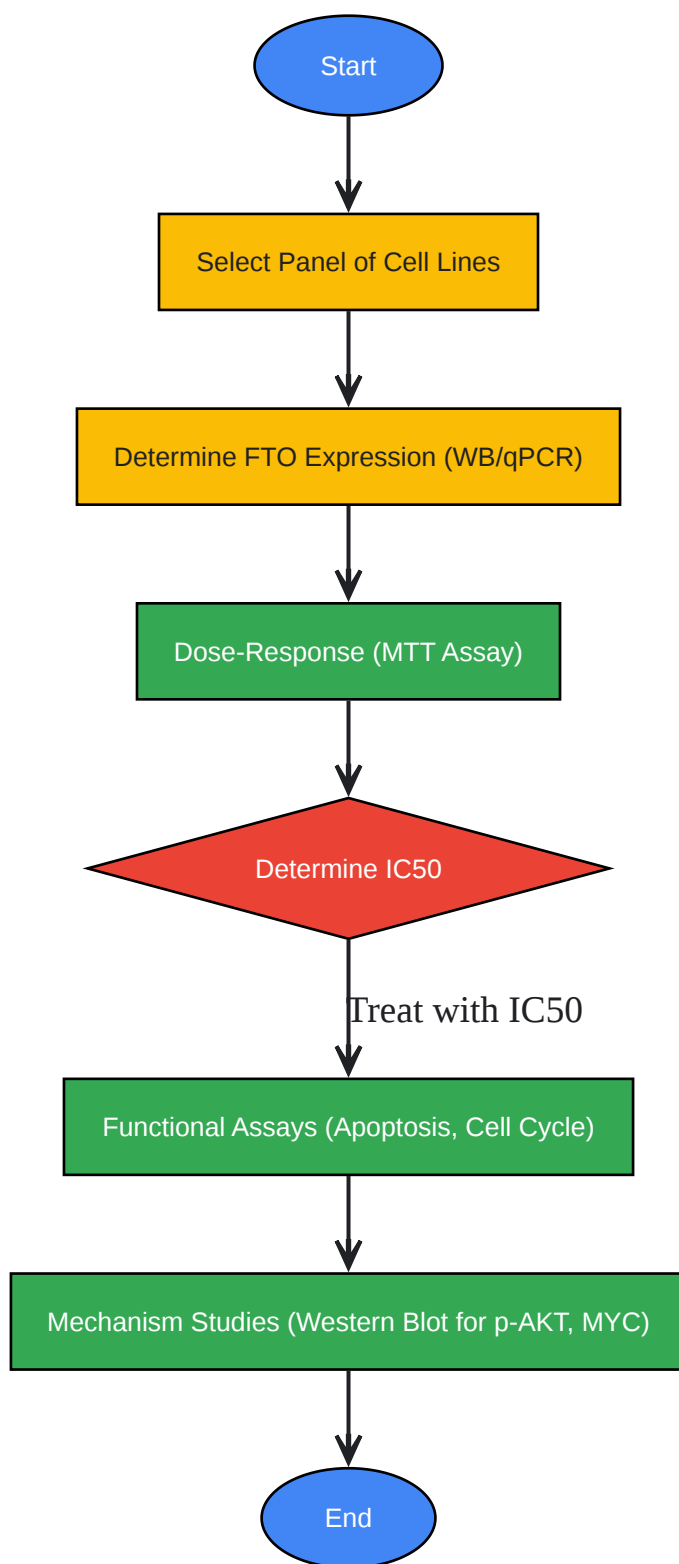 Start
Select Panel of Cell Lines
Determine FTO Expression (WB/qPCR)
Dose-Response (MTT Assay)
Determine IC50
Treat with IC50
Functional Assays (Apoptosis, Cell Cycle)
Mechanism Studies (Western Blot for p-AKT, MYC)
End